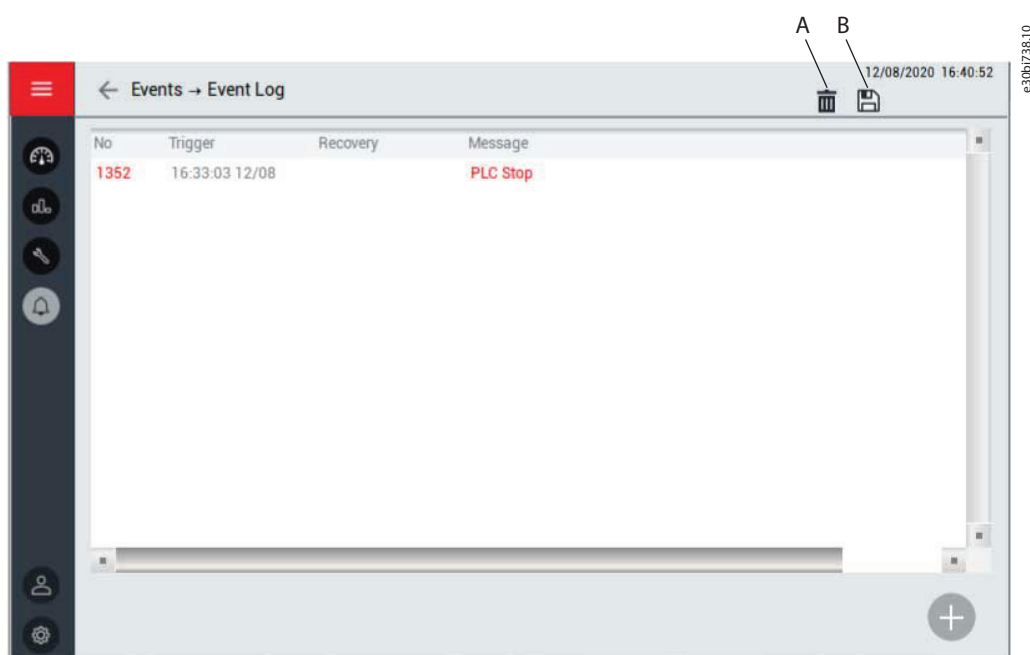 A B
e30bj738.10
12/08/2020 16:40:52
Events → Event Log
No Trigger Recovery Message
1352 16:33:03 12/08 PLC Stop